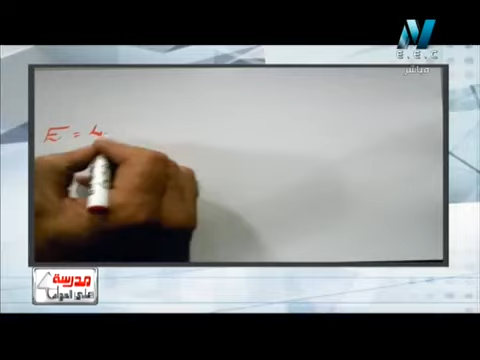 E.E.C
مباشر
E = L
مدرسة
على الهواء